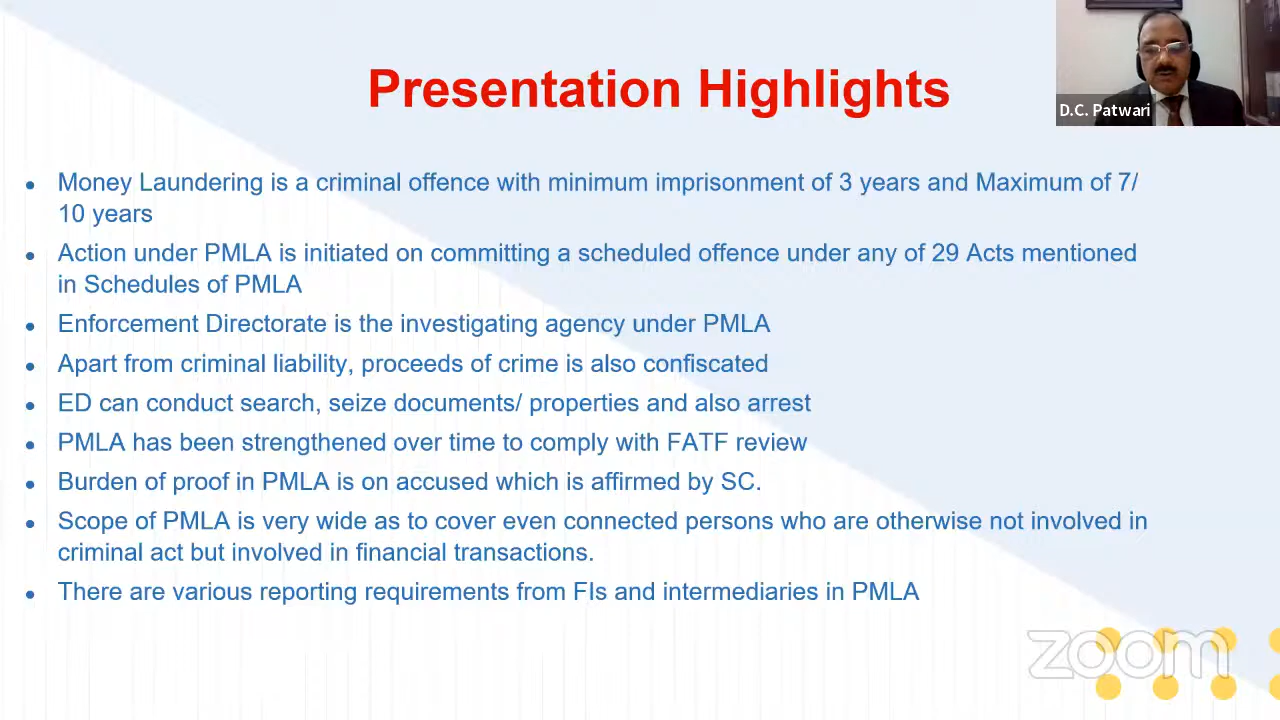 Presentation Highlights
D.C. Patwari
• Money Laundering is a criminal offence with minimum imprisonment of 3 years and Maximum of 7/
10 years
• Action under PMLA is initiated on committing a scheduled offence under any of 29 Acts mentioned
in Schedules of PMLA
• Enforcement Directorate is the investigating agency under PMLA
• Apart from criminal liability, proceeds of crime is also confiscated
• ED can conduct search, seize documents/ properties and also arrest
• PMLA has been strengthened over time to comply with FATF review
• Burden of proof in PMLA is on accused which is affirmed by SC.
• Scope of PMLA is very wide as to cover even connected persons who are otherwise not involved in
criminal act but involved in financial transactions.
• There are various reporting requirements from FIs and intermediaries in PMLA
zoom